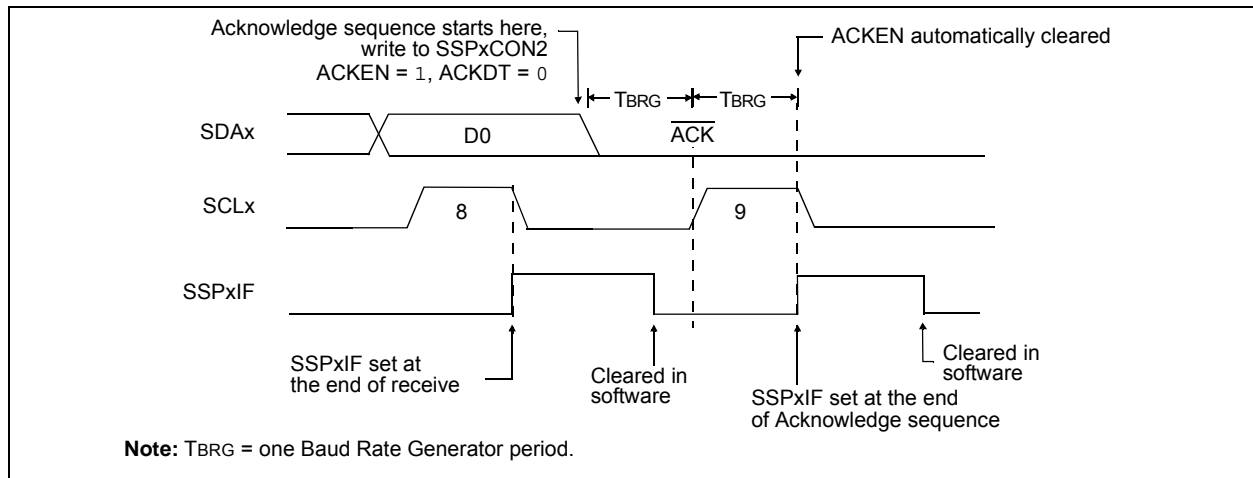 Acknowledge sequence starts here,
write to SSPxCON2
ACKEN = 1, ACKDT = 0
ACKEN automatically cleared
TBRG
TBRG
SDAx
D0
ACK
SCLx
8
9
SSPxIF
SSPxIF set at
the end of receive
Cleared in
software
SSPxIF set at the end
of Acknowledge sequence
Cleared in
software
Note: TBRG = one Baud Rate Generator period.